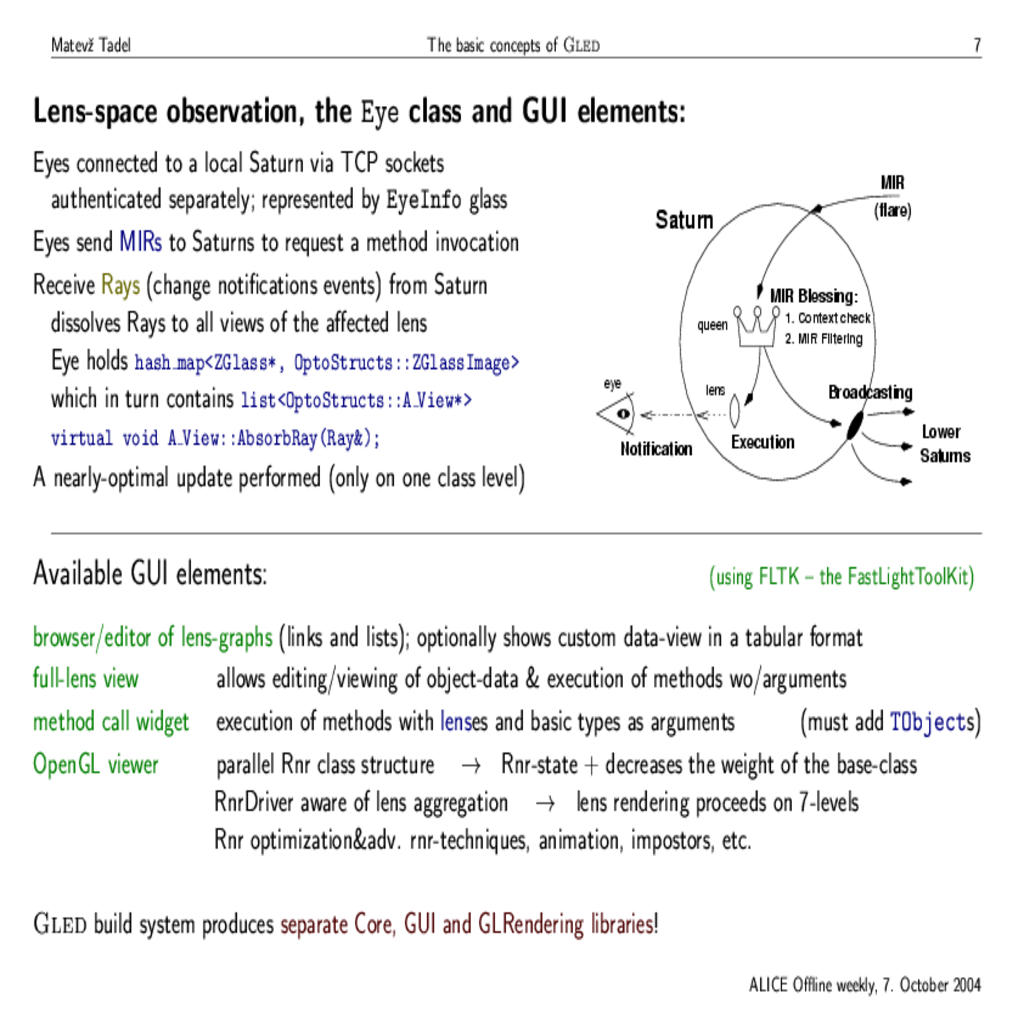 Matevž Tadel The basic concepts of GLED 7
Lens-space observation, the Eye class and GUI elements:
Eyes connected to a local Saturn via TCP sockets
authenticated separately; represented by EyeInfo glass
Eyes send MIRs to Saturns to request a method invocation
Receive Rays (change notifications events) from Saturn
dissolves Rays to all views of the affected lens
Eye holds hash_map<ZGlass*, OptoStructs::ZGlassImage>
which in turn contains list<OptoStructs::A_View*>
virtual void A_View::AbsorbRay(Ray&);
A nearly-optimal update performed (only on one class level)
MIR
(flare)
Saturn
MIR Blessing:
1. Context check
2. MIR Filtering
queen
eye
lens
Broadcasting
Notification
Execution
Lower
Saturns
Available GUI elements: (using FLTK – the FastLightToolKit)
browser/editor of lens-graphs (links and lists); optionally shows custom data-view in a tabular format
full-lens view allows editing/viewing of object-data & execution of methods wo/arguments
method call widget execution of methods with lenses and basic types as arguments (must add TObjects)
OpenGL viewer parallel Rnr class structure → Rnr-state + decreases the weight of the base-class
RnrDriver aware of lens aggregation → lens rendering proceeds on 7-levels
Rnr optimization&adv. rnr-techniques, animation, impostors, etc.
GLED build system produces separate Core, GUI and GLRendering libraries!
ALICE Offline weekly, 7. October 2004